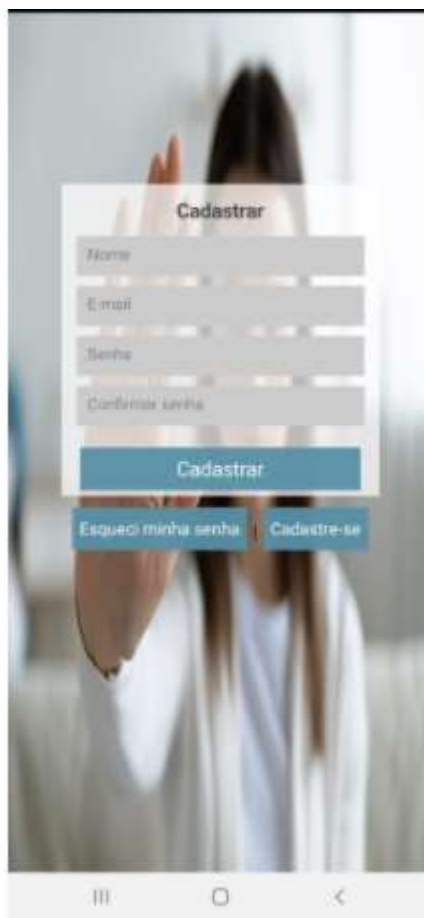 Cadastrar
Nome
E-mail
Senha
Confirmar senha
Cadastrar
Esqueci minha senha | Cadastre-se